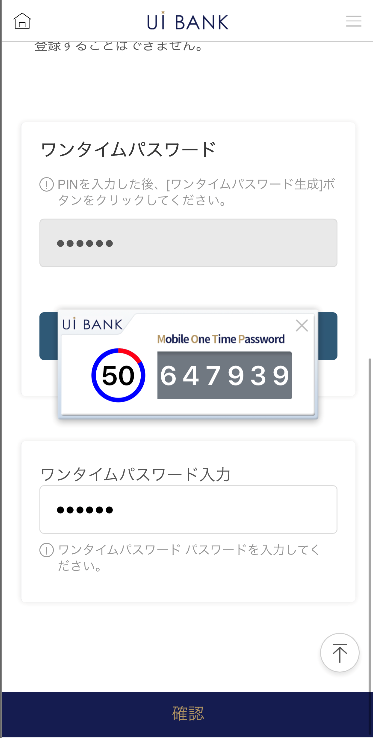 UI BANK
登録することはできません。
ワンタイムパスワード
PINを入力した後、[ワンタイムパスワード生成]ボ
タンをクリックしてください。
••••••
UI BANK
Mobile One Time Password
50
647939
ワンタイムパスワード入力
••••••
ワンタイムパスワード パスワードを入力してく
ださい。
確認